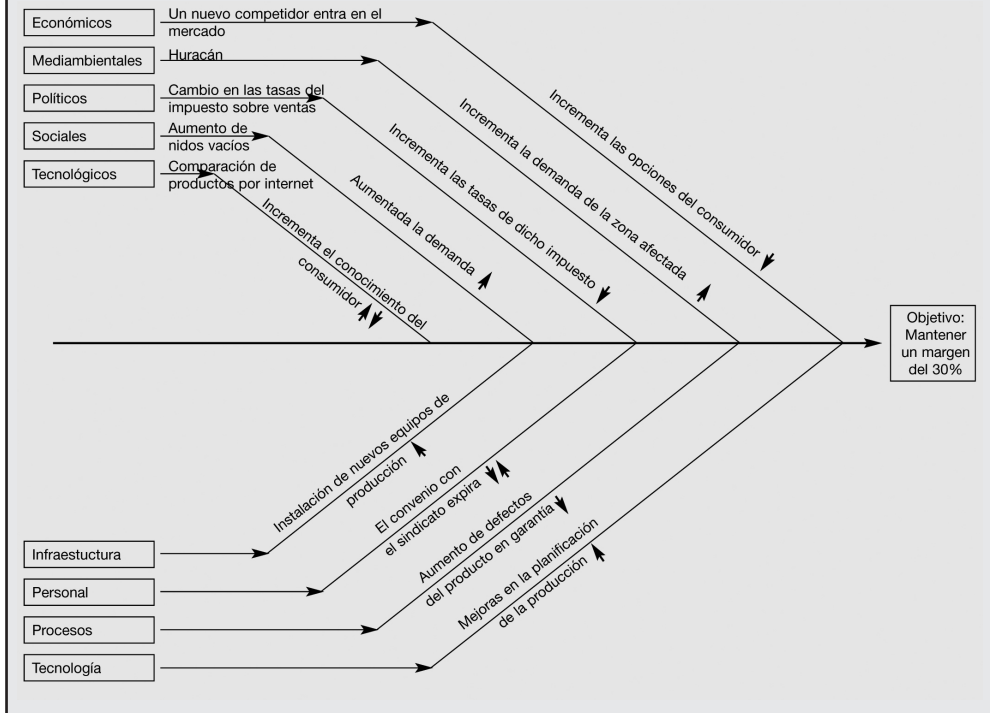 Económicos
Un nuevo competidor entra en el
mercado
Mediambientales
Huracán
Políticos
Cambio en las tasas del
impuesto sobre ventas
Sociales
Aumento de
nidos vacíos
Tecnológicos
Comparación de
productos por internet
Incrementa el conocimiento del
consumidor
Aumentada la demanda
Incrementa las tasas de dicho impuesto
Incrementa la demanda de la zona afectada
Incrementa las opciones del consumidor
Objetivo:
Mantener
un margen
del 30%
Instalación de nuevos equipos de
producción
El convenio con
el sindicato expira
Aumento de defectos
del producto en garantía
Mejoras en la planificación
de la producción
Infraestuctura
Personal
Procesos
Tecnología